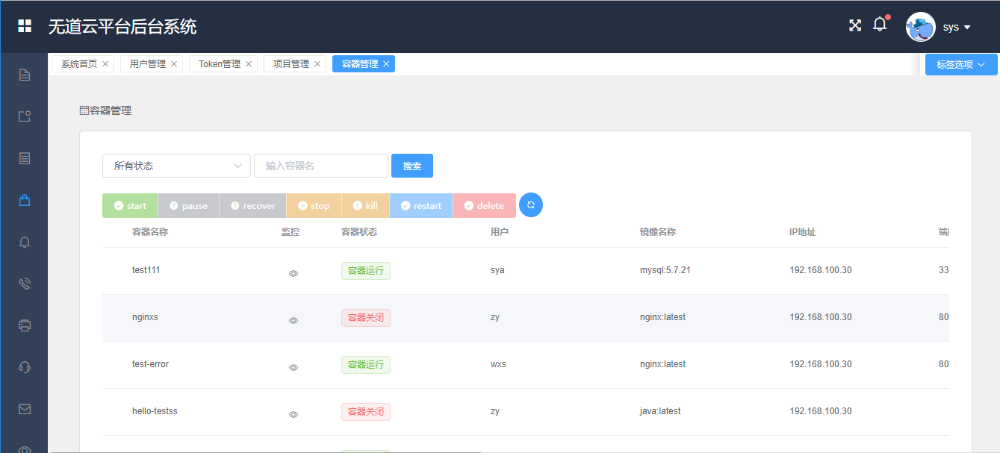 无道云平台后台系统
sys
系统首页
用户管理
Token管理
项目管理
容器管理
标签选项
容器管理
所有状态
输入容器名
搜索
start
pause
recover
stop
kill
restart
delete
容器名称 监控 容器状态 用户 镜像名称 IP地址
test111 容器运行 sya mysql:5.7.21 192.168.100.30 33
nginxs 容器关闭 zy nginx:latest 192.168.100.30 80
test-error 容器运行 wxs nginx:latest 192.168.100.30 80
hello-testss 容器关闭 zy java:latest 192.168.100.30